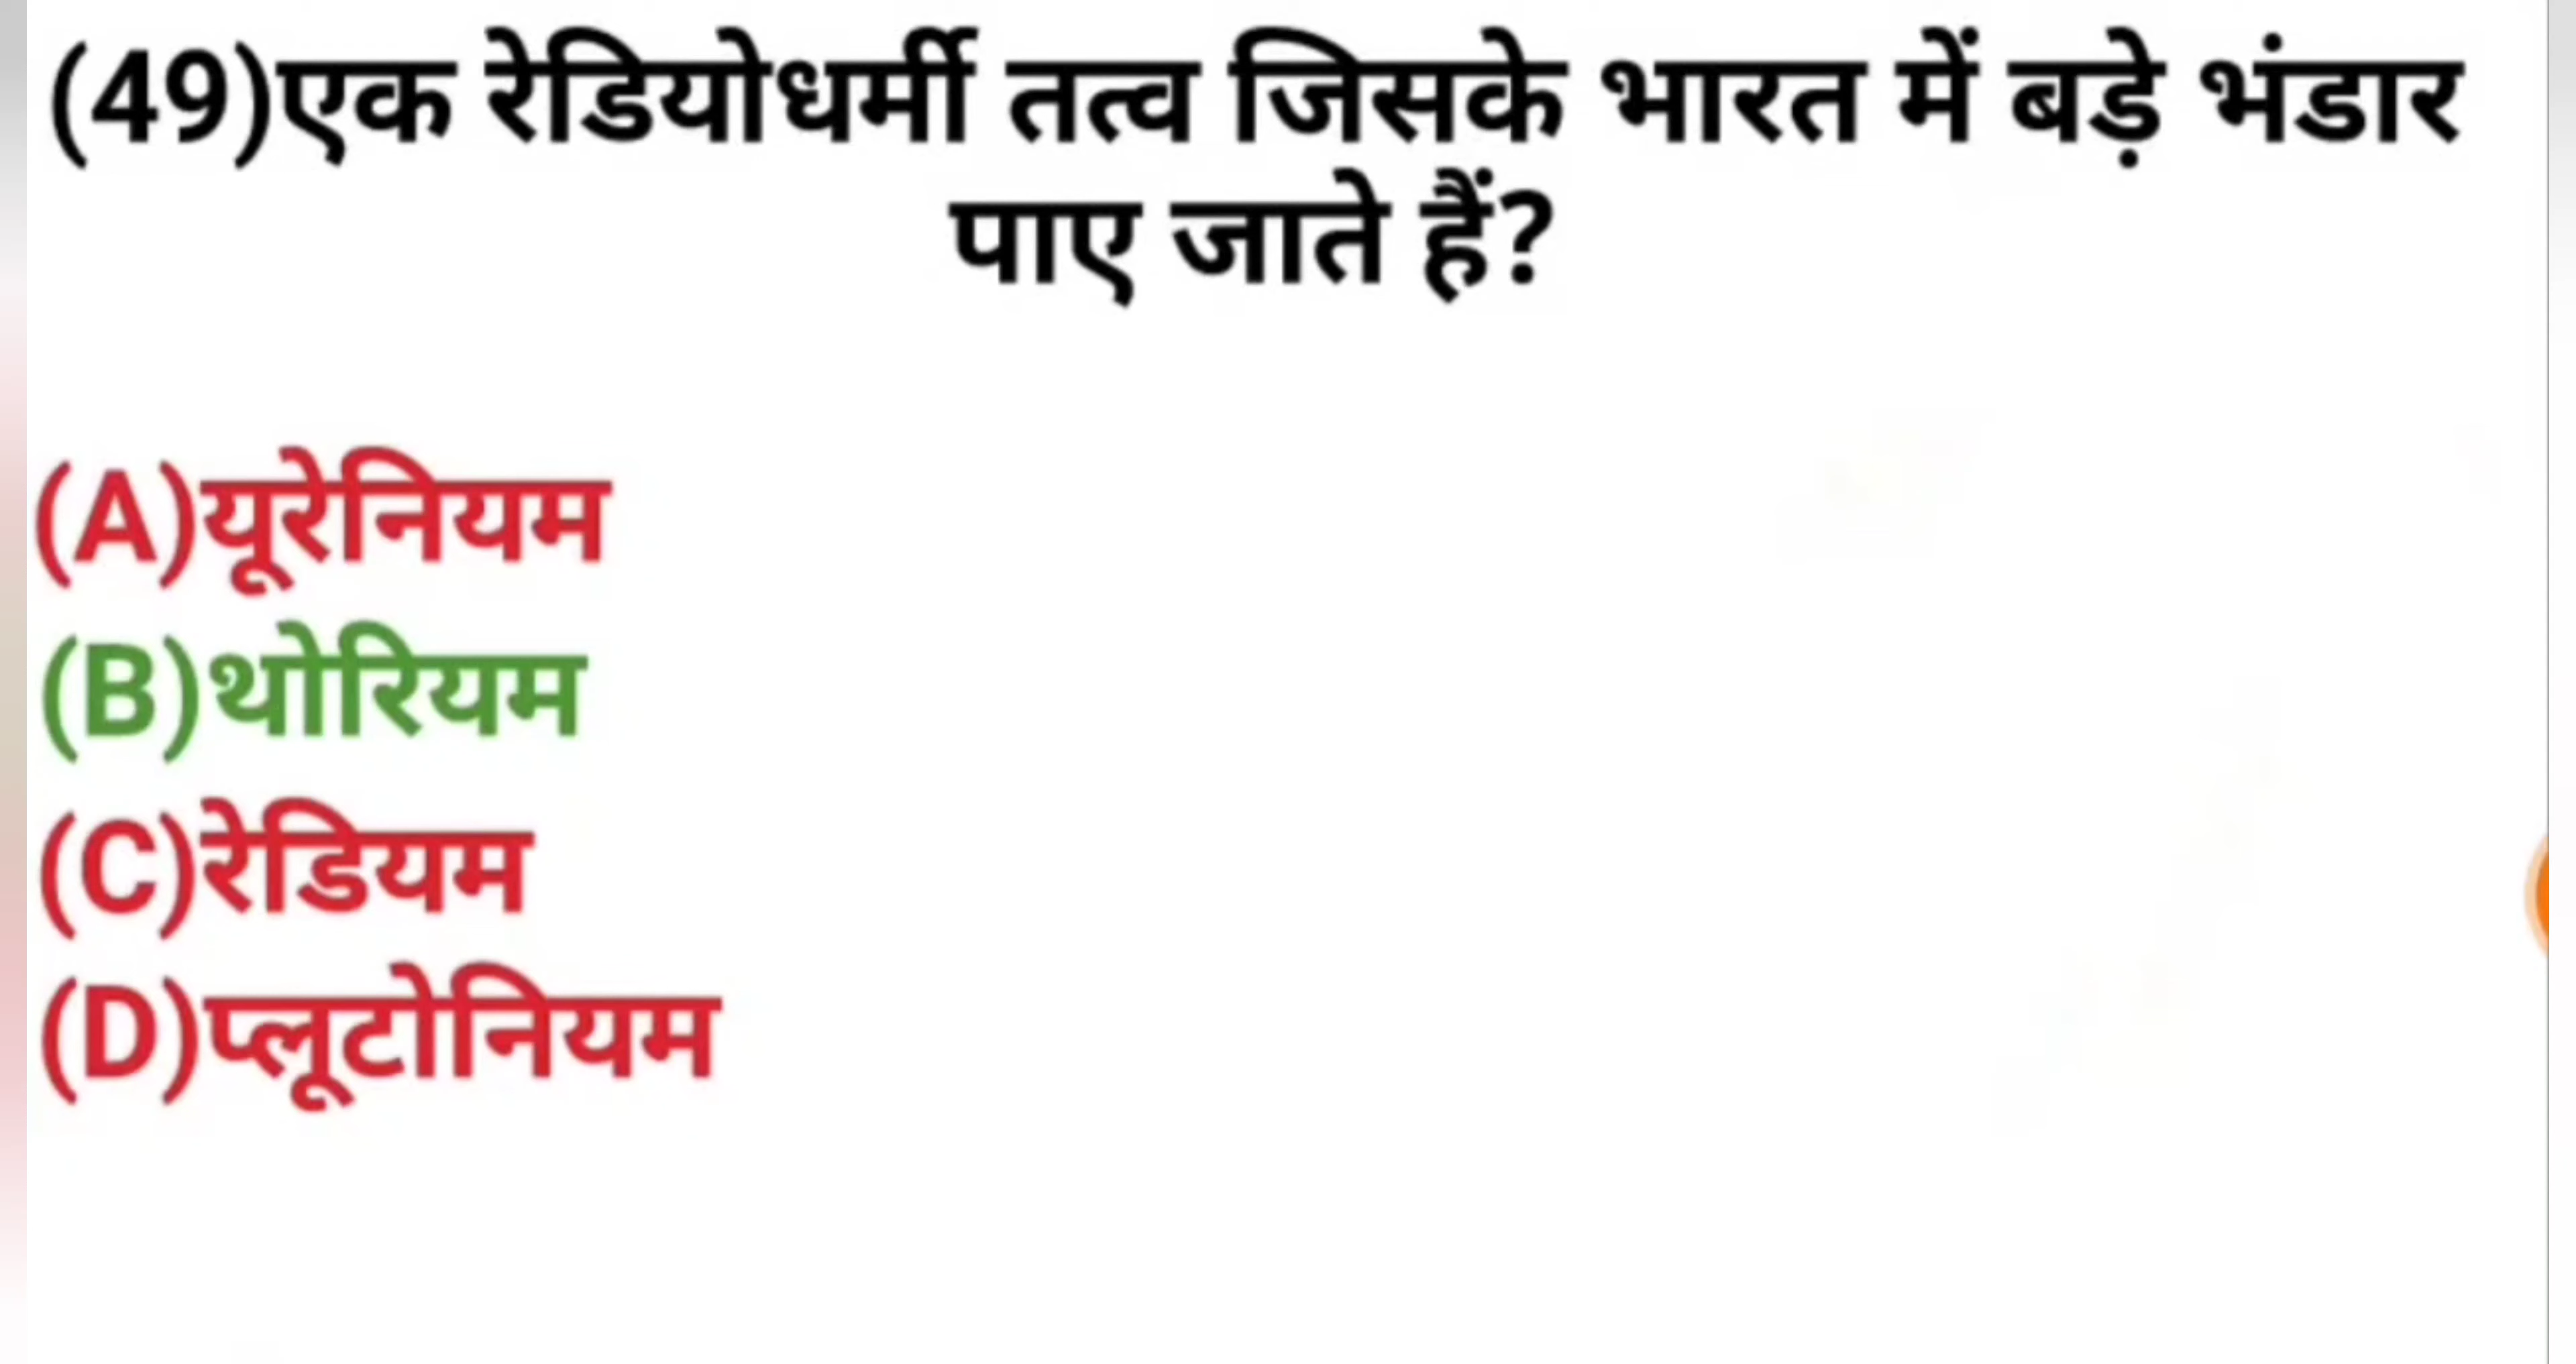 (49)एक रेडियोधर्मी तत्व जिसके भारत में बड़े भंडार
पाए जाते हैं?
(A)यूरेनियम
(B)थोरियम
(C)रेडियम
(D)प्लूटोनियम